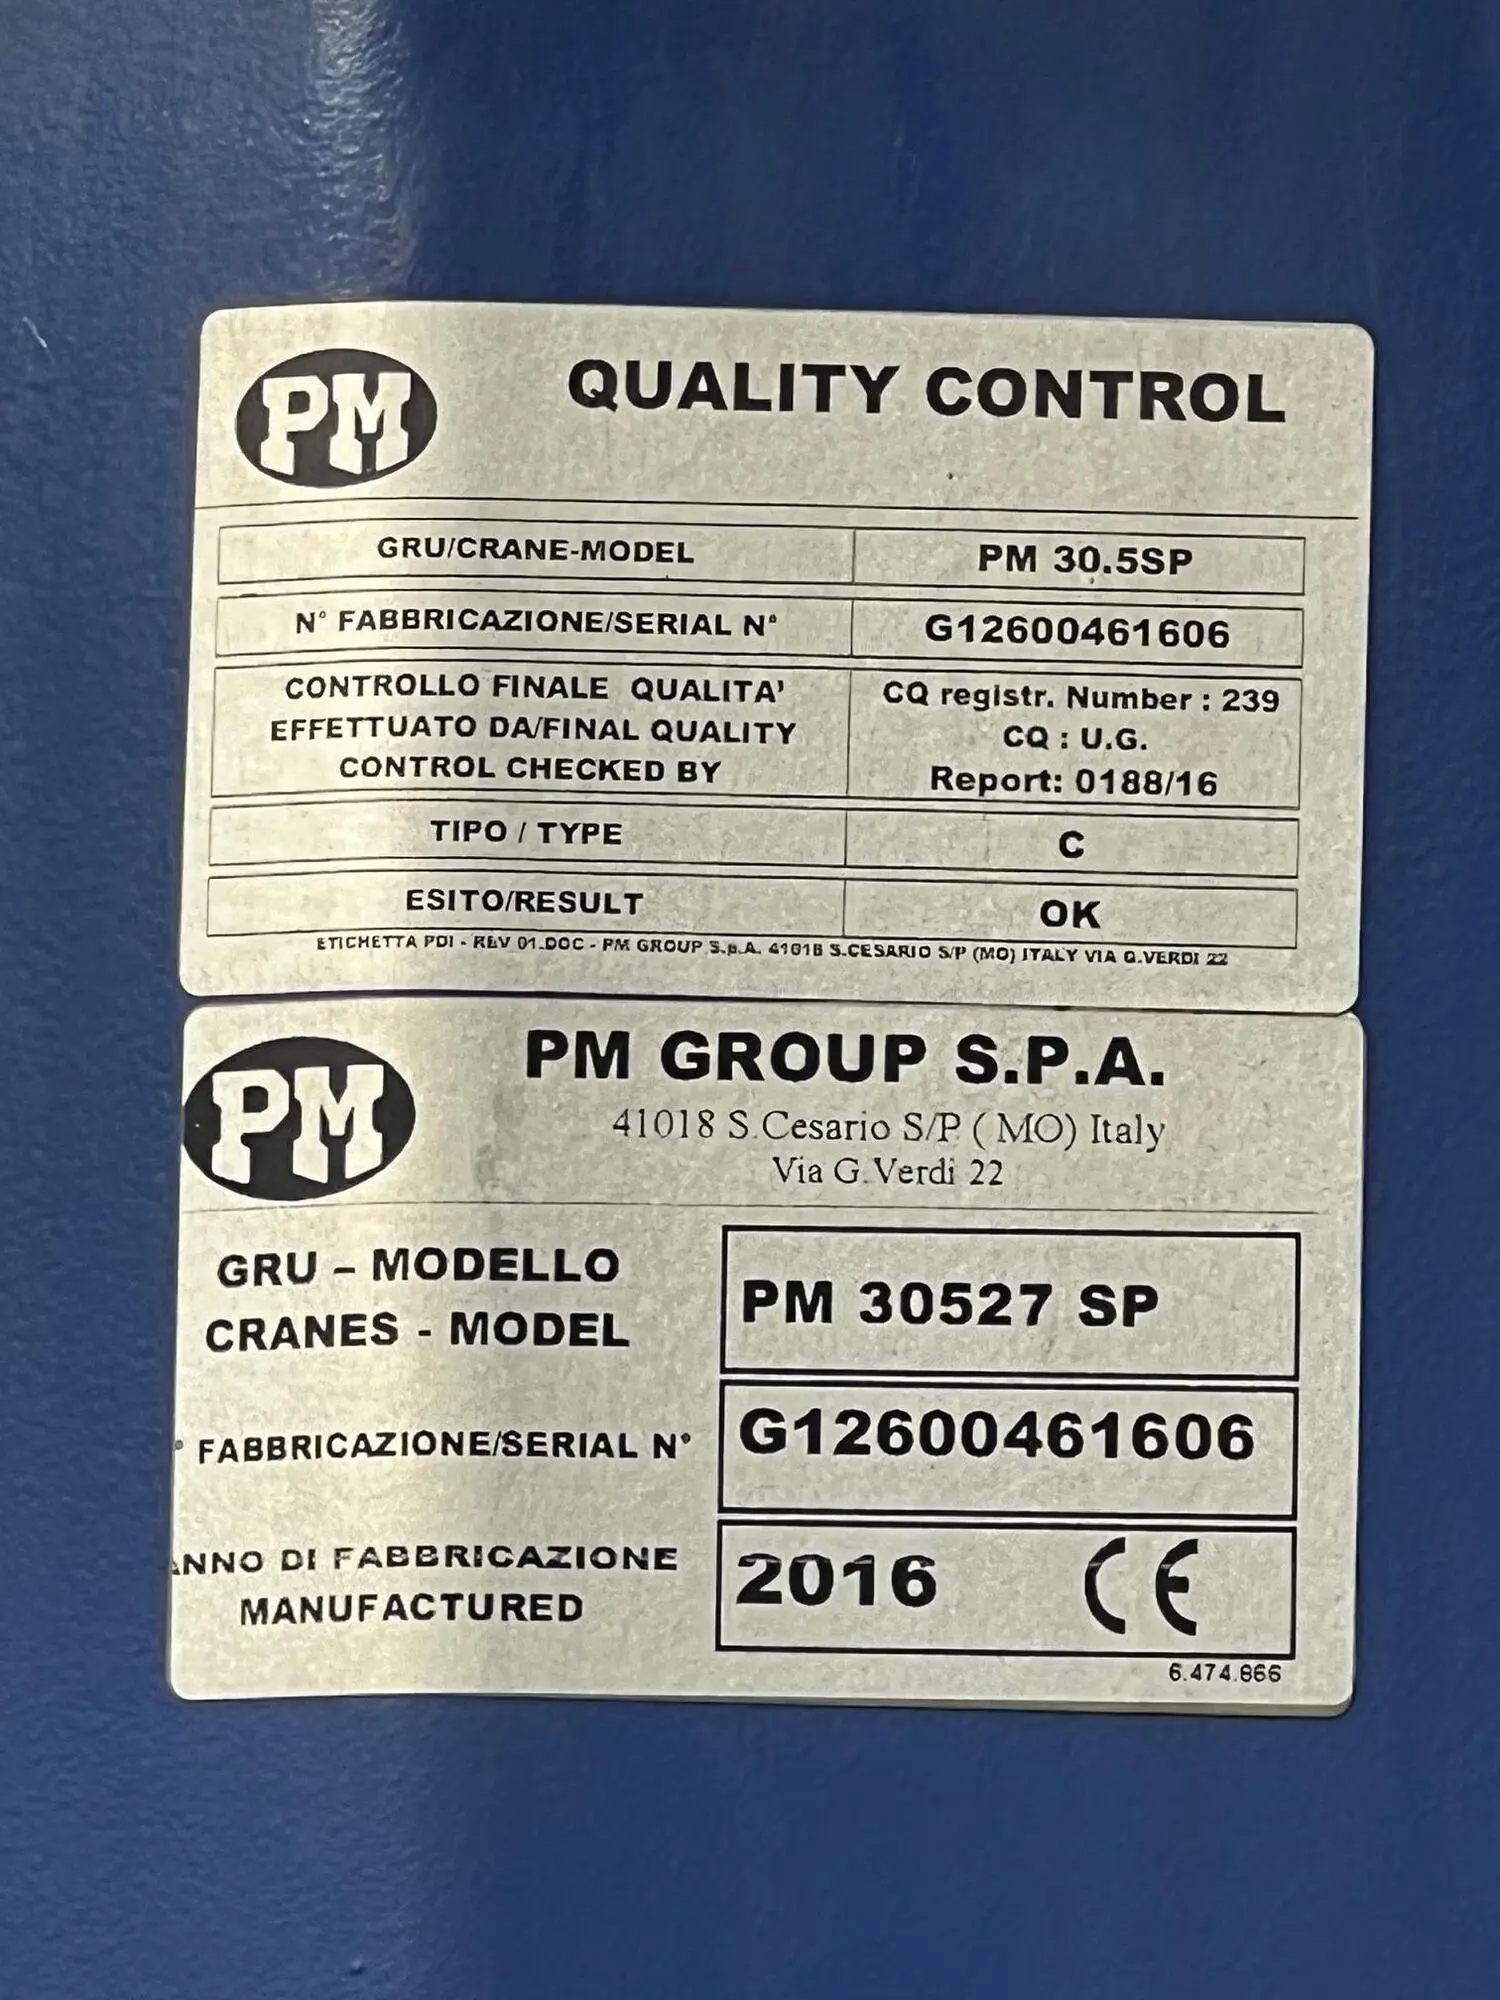 PM
QUALITY CONTROL
GRU/CRANE-MODEL PM 30.5SP
N° FABBRICAZIONE/SERIAL N° G12600461606
CONTROLLO FINALE QUALITA' CQ registr. Number : 239
EFFETTUATO DA/FINAL QUALITY CQ : U.G.
CONTROL CHECKED BY Report: 0188/16
TIPO / TYPE C
ESITO/RESULT OK
ETICHETTA PDI - REV 01.DOC - PM GROUP S.p.A. 41018 S.CESARIO S/P (MO) ITALY VIA G.VERDI 22
PM
PM GROUP S.P.A.
41018 S.Cesario S/P. ( MO) Italy
Via G.Verdi 22
GRU – MODELLO
CRANES - MODEL
PM 30527 SP
° FABBRICAZIONE/SERIAL N° G12600461606
ANNO DI FABBRICAZIONE
MANUFACTURED
2016 CE
6.474.866